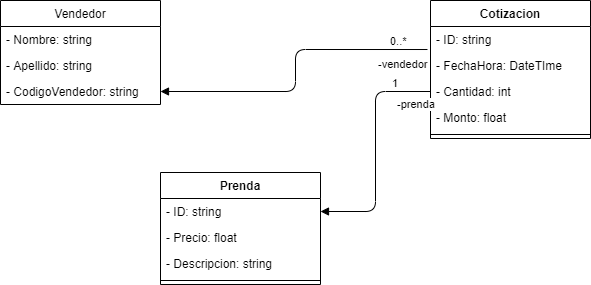 Vendedor
- Nombre: string
- Apellido: string
- CodigoVendedor: string
Cotizacion
- ID: string
- FechaHora: DateTIme
- Cantidad: int
- Monto: float
0..*
-vendedor
1
-prenda
Prenda
- ID: string
- Precio: float
- Descripcion: string